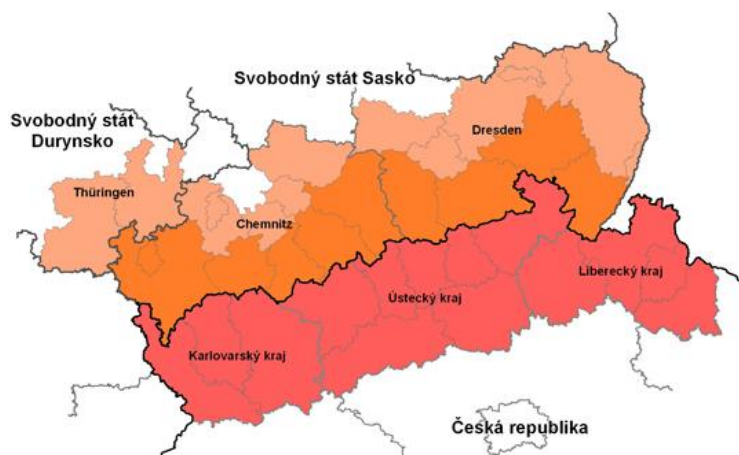 Svobodný stát Sasko
Svobodný stát
Durynsko
Dresden
Thüringen
Chemnitz
Liberecký kraj
Ústecký kraj
Karlovarský kraj
Česká republika